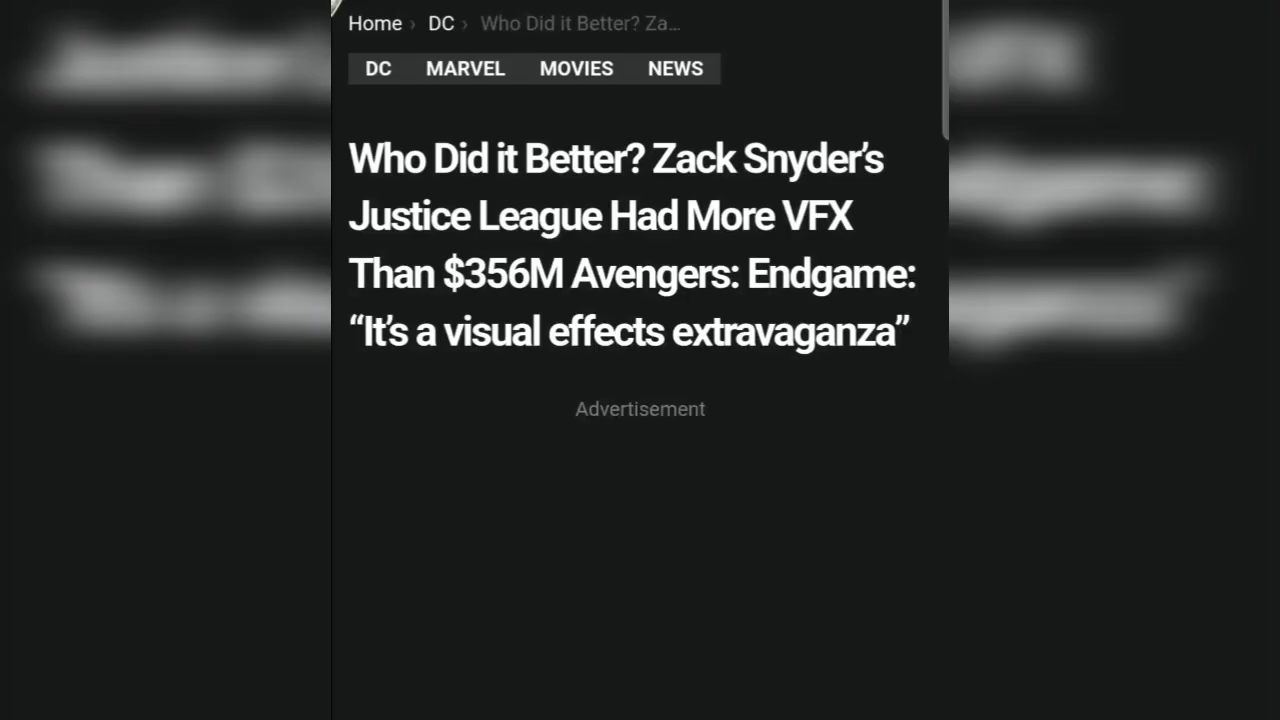 Home › DC › Who Did it Better? Za...
DC MARVEL MOVIES NEWS
Who Did it Better? Zack Snyder’s
Justice League Had More VFX
Than $356M Avengers: Endgame:
“It’s a visual effects extravaganza”
Advertisement